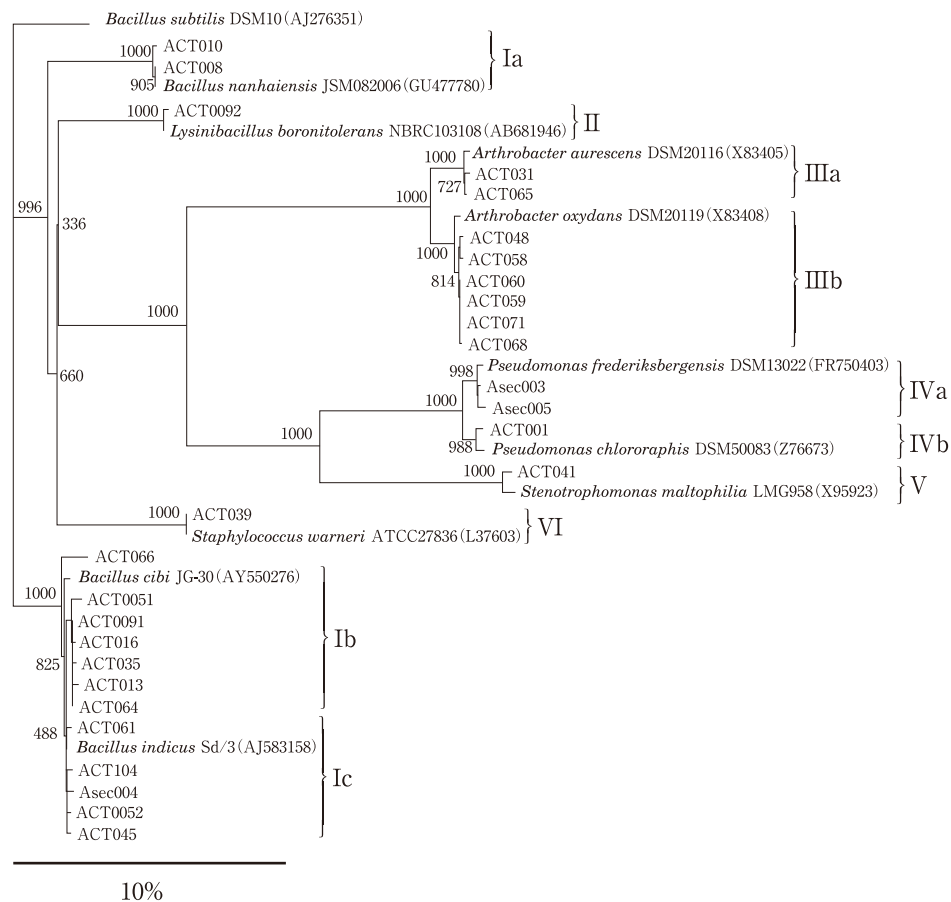 Bacillus subtilis DSM10 (AJ276351)
1000
ACT010
ACT008
905
Bacillus nanhaiensis JSM082006 (GU477780)
Ia
1000
ACT0092
Lysinibacillus boronitolerans NBRC103108 (AB681946)
II
1000
Arthrobacter aurescens DSM20116 (X83405)
727
ACT031
ACT065
IIIa
1000
996
336
Arthrobacter oxydans DSM20119 (X83408)
1000
ACT048
ACT058
814
ACT060
ACT059
ACT071
ACT068
IIIb
1000
660
998
Pseudomonas frederiksbergensis DSM13022 (FR750403)
Asec003
Asec005
IVa
1000
ACT001
988
Pseudomonas chlororaphis DSM50083 (Z76673)
IVb
1000
1000
ACT041
Stenotrophomonas maltophilia LMG958 (X95923)
V
1000
ACT039
Staphylococcus warneri ATCC27836 (L37603)
VI
ACT066
1000
Bacillus cibi JG-30 (AY550276)
ACT0051
ACT0091
ACT016
825
ACT035
ACT013
ACT064
Ib
488
ACT061
Bacillus indicus Sd/3 (AJ583158)
ACT104
Asec004
ACT0052
ACT045
Ic
10%